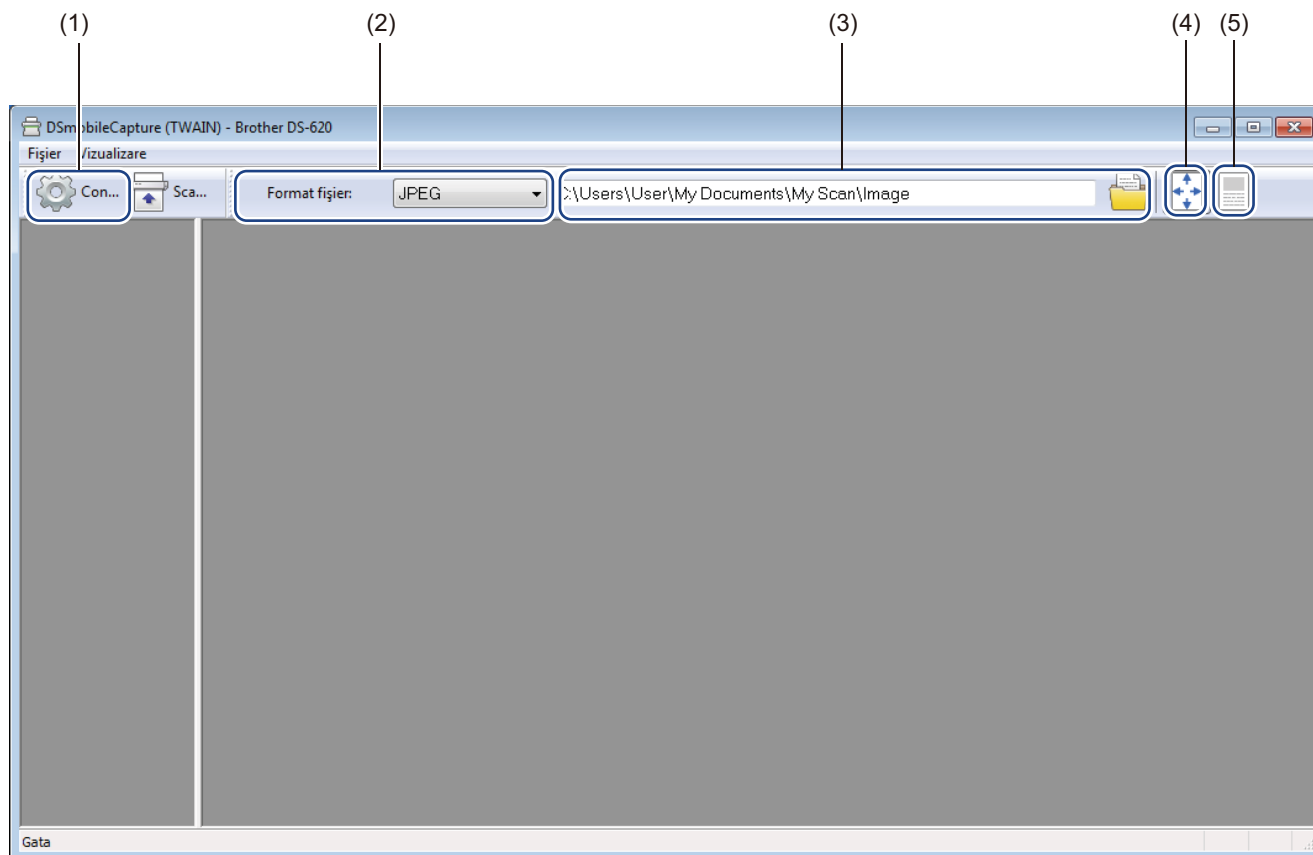 (1) (2) (3) (4) (5)
DSmobileCapture (TWAIN) - Brother DS-620
Fişier Vizualizare
Con... Sca... Format fişier: JPEG C:\Users\User\My Documents\My Scan\Image
Gata